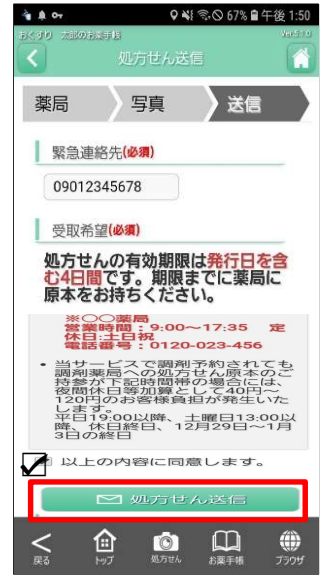 67% 午後 1:50
おくすり 太郎のお薬手帳 Ver.5.1.0
処方せん送信
薬局 写真 送信
緊急連絡先(必須)
09012345678
受取希望(必須)
処方せんの有効期限は発行日を含
む4日間です。期限までに薬局に
原本をお持ちください。
※〇〇薬局
営業時間：9:00～17:35 定
休日:土日祝
電話番号：0120-023-456
• 当サービスで調剤予約されても
調剤薬局への処方せん原本のご
持参が下記時間帯の場合には、
夜間休日等加算として40円～
120円のお客様負担が発生いた
します。
平日19:00以降、土曜日13:00以
降、休日終日、12月29日～1月
3日の終日
以上の内容に同意します。
処方せん送信
戻る トップ 処方せん お薬手帳 ブラウザ